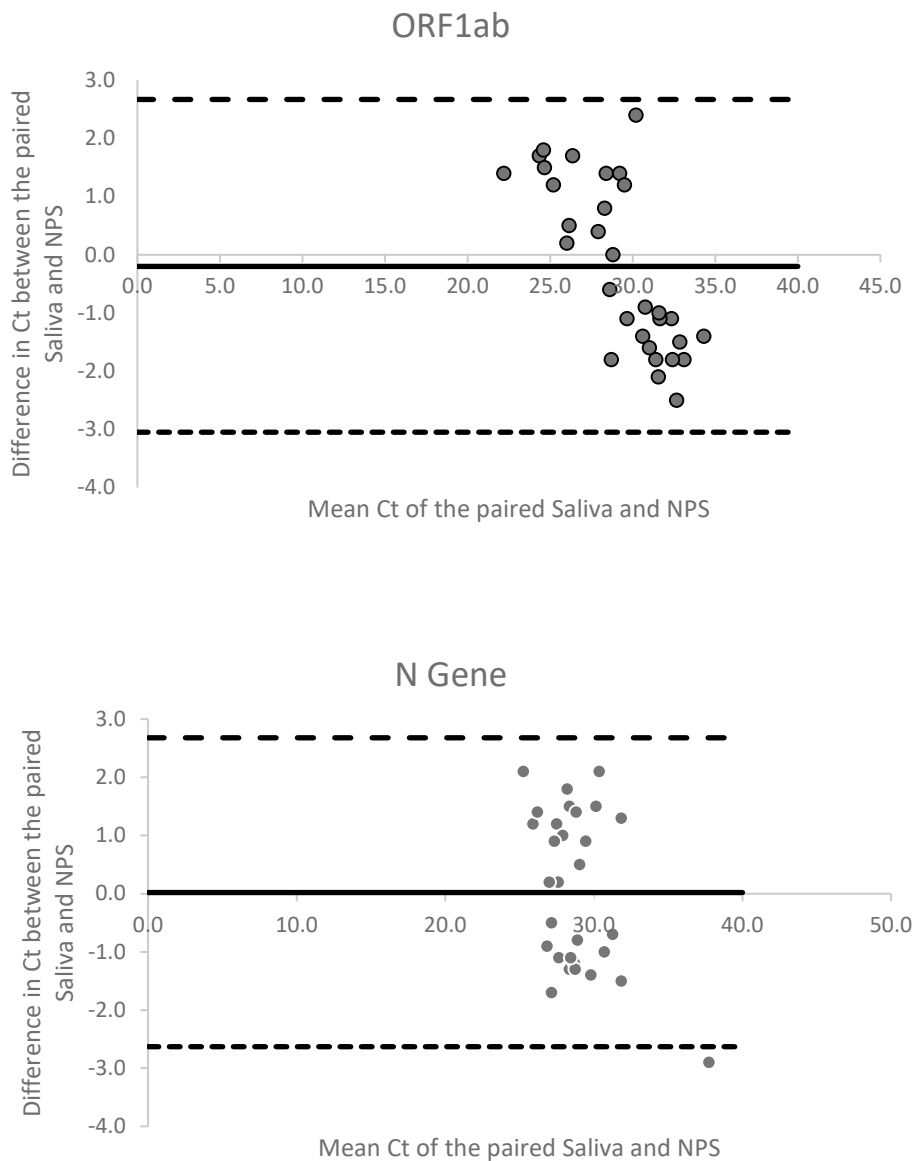 ORF1ab
Difference in Ct between the paired
Saliva and NPS
3.0
2.0
1.0
0.0
-1.0
-2.0
-3.0
-4.0
0.0 5.0 10.0 15.0 20.0 25.0 30.0 35.0 40.0 45.0
Mean Ct of the paired Saliva and NPS
N Gene
Difference in Ct between the paired
Saliva and NPS
3.0
2.0
1.0
0.0
-1.0
-2.0
-3.0
-4.0
0.0 10.0 20.0 30.0 40.0 50.0
Mean Ct of the paired Saliva and NPS